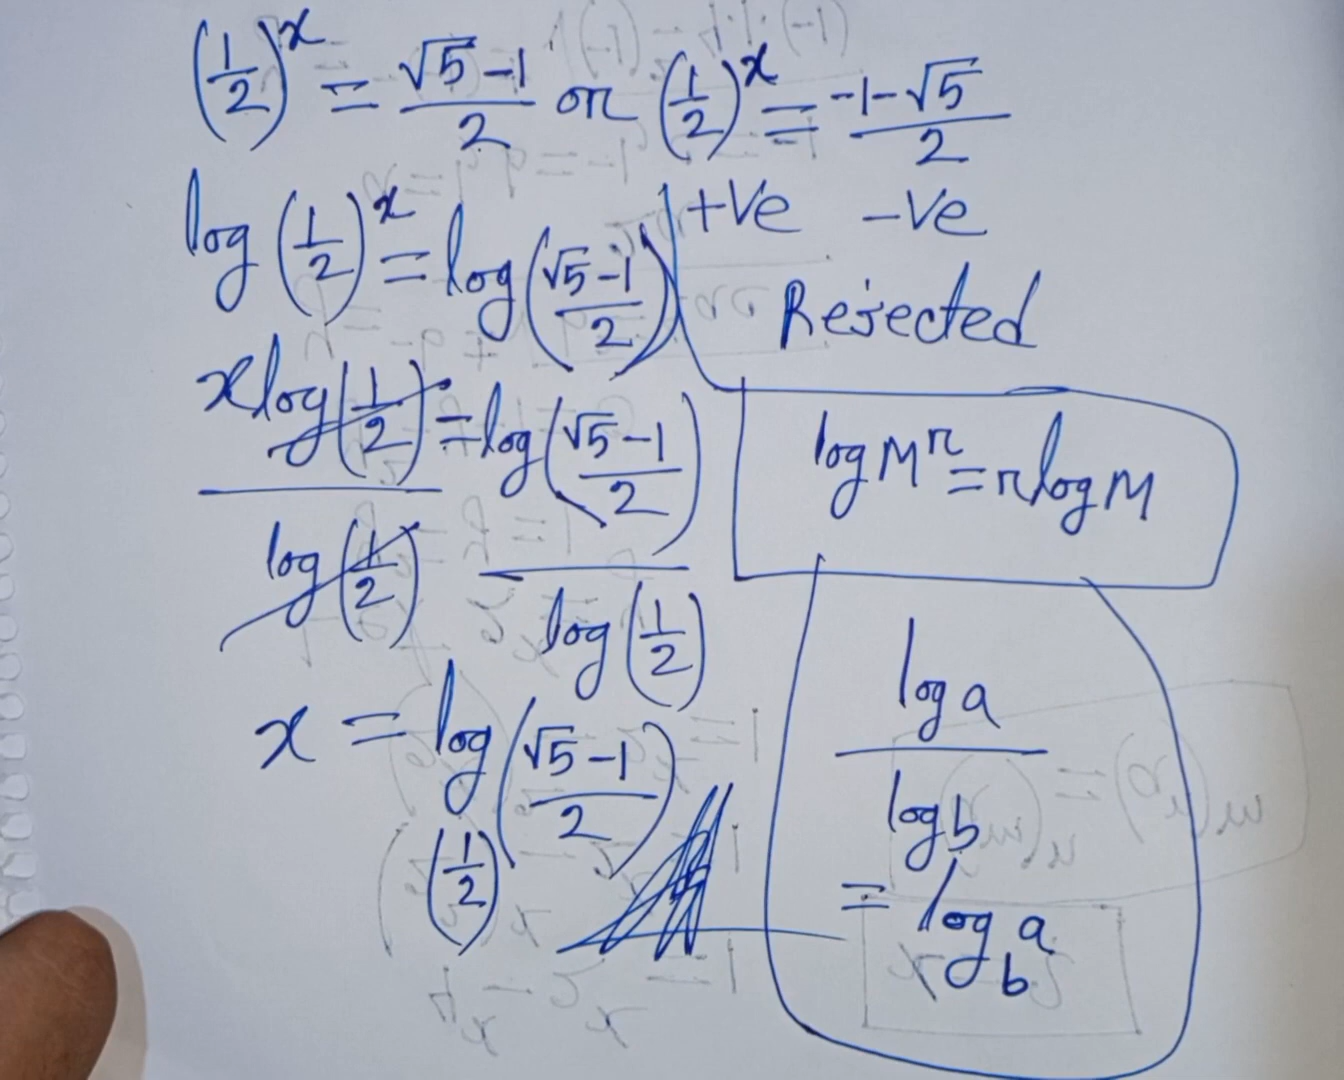 (1/2)^x = (√5-1)/2 or (1/2)^x = (-1-√5)/2
+ve -ve
Rejected
log (1/2)^x = log ((√5-1)/2)
x log (1/2) = log ((√5-1)/2)
log (1/2) log (1/2)
x = log ((√5-1)/2)
(1/2)
log M^r = r log M
log a
log b
= log a
b